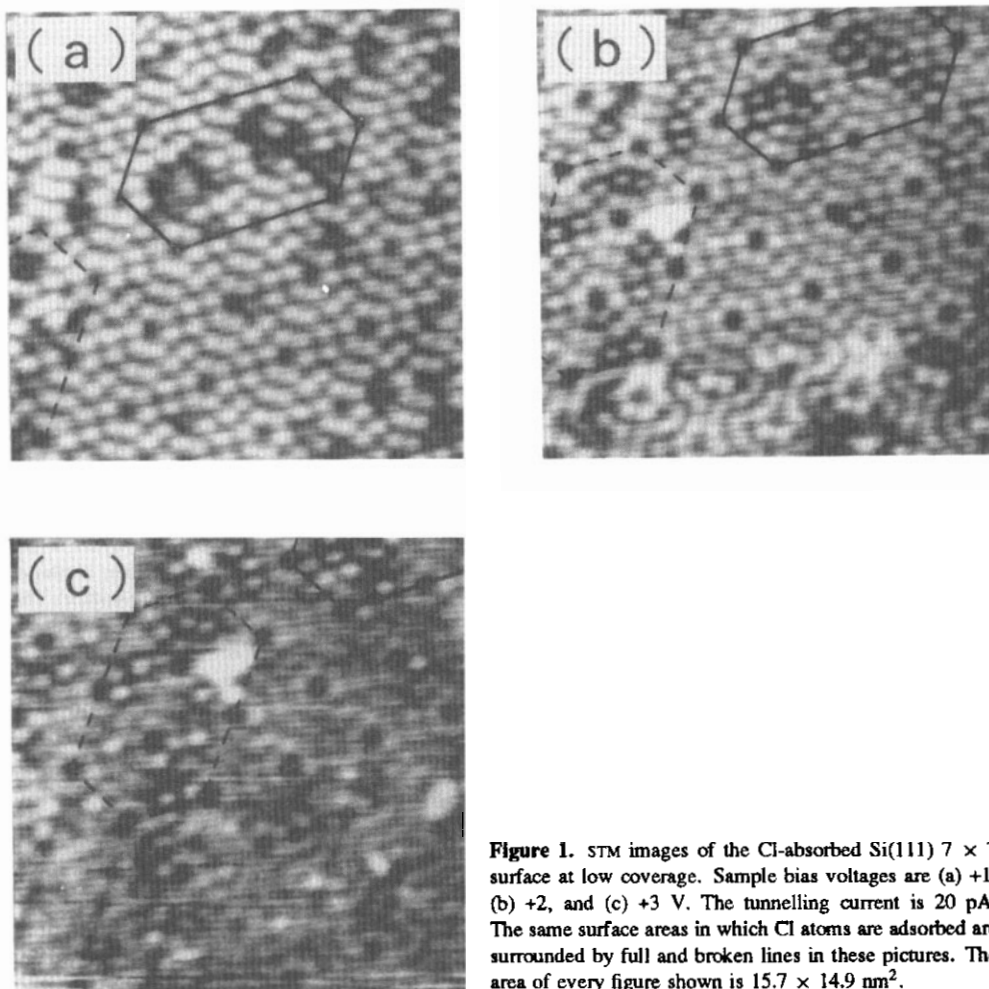 (a)
(b)
(c)
Figure 1. STM images of the Cl-absorbed Si(111) 7 ×
surface at low coverage. Sample bias voltages are (a) +1
(b) +2, and (c) +3 V. The tunnelling current is 20 pA
The same surface areas in which Cl atoms are adsorbed ar
surrounded by full and broken lines in these pictures. Th
area of every figure shown is 15.7 × 14.9 nm².